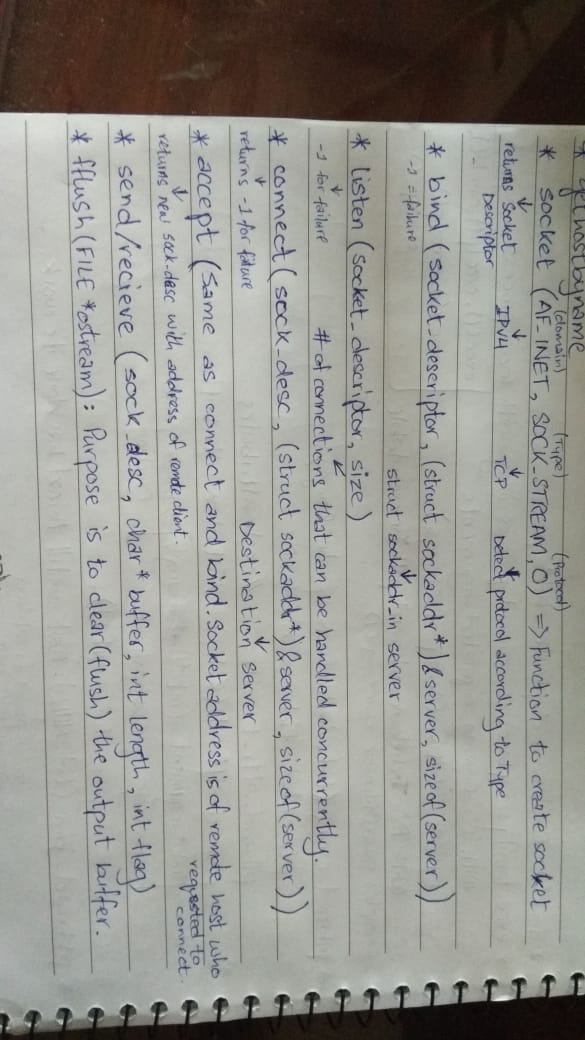 * gethostbyname
(domain) (Type) (Protocol)
* socket (AF_INET, SOCK_STREAM, 0) => Function to create socket
returns Socket Descriptor IPV4 TCP Detect protocol according to Type
* bind (socket_descriptor, (struct sockaddr*) &server, sizeof(server))
-1 = failure struct sockaddr_in server
* listen (socket_descriptor, size)
-1 for failure # of connections that can be handled concurrently.
* connect (sock_desc, (struct sockaddr*) &server, sizeof(server))
returns -1 for failure Destination server
* accept (Same as connect and bind. Socket address is of remote host who
requested to connect.
returns new sock-desc with address of remote client.
* send/recieve (sock_desc, char* buffer, int length, int flag)
* fflush (FILE *ostream): Purpose is to clear (flush) the output buffer.